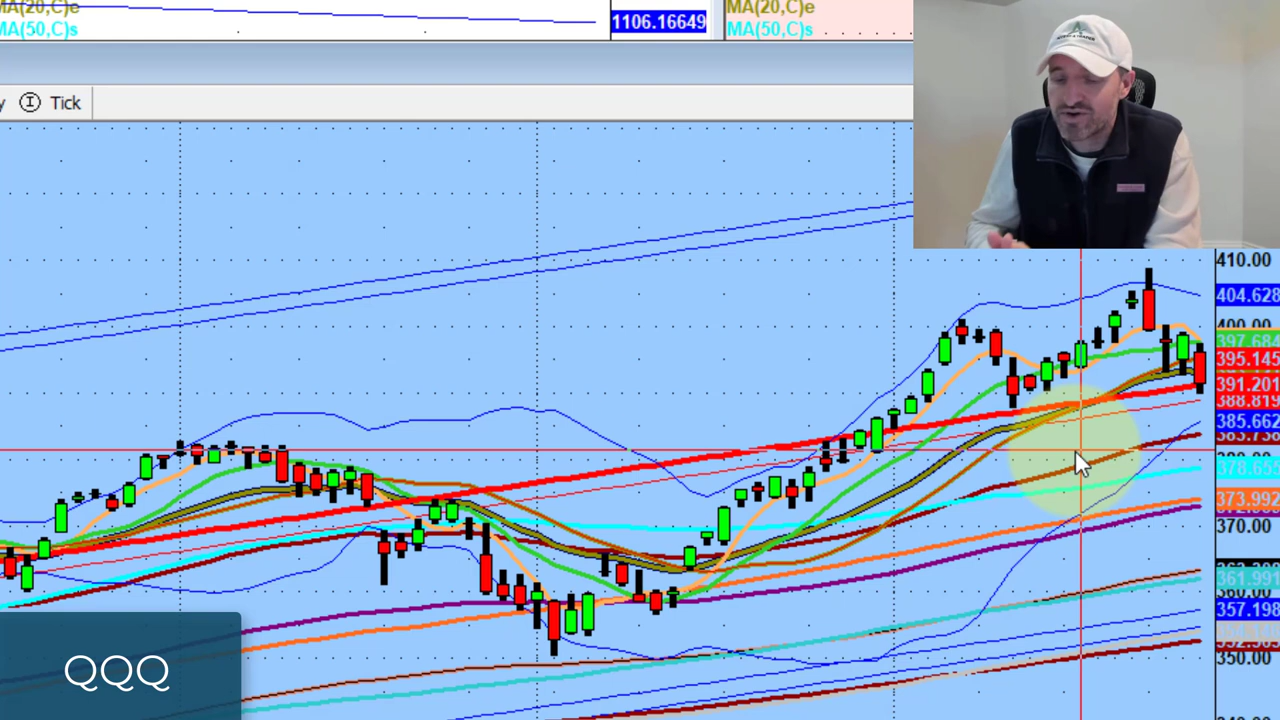 MA(20,C)e
MA(50,C)s
1106.16649
MA(20,C)e
MA(50,C)s
y Tick
410.00
404.628
400.00
397.684
395.145
391.201
388.819
385.662
378.655
373.992
370.00
361.991
357.198
350.00
QQQ